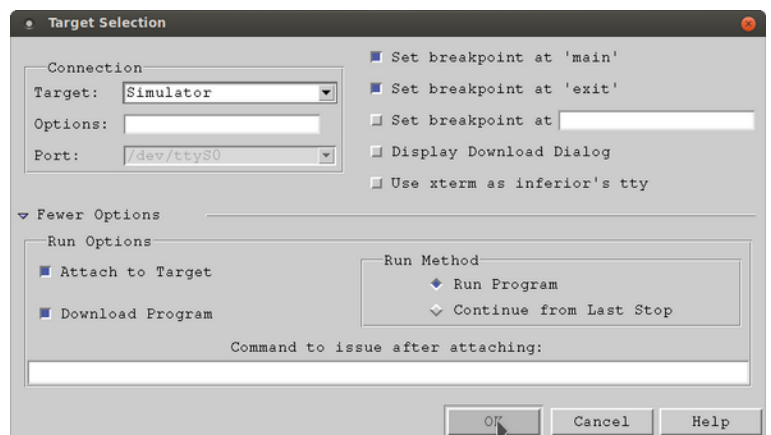 Target Selection
Connection
Target: Simulator
Options:
Port: /dev/ttyS0
Set breakpoint at 'main'
Set breakpoint at 'exit'
Set breakpoint at
Display Download Dialog
Use xterm as inferior's tty
Fewer Options
Run Options
Attach to Target
Download Program
Run Method
Run Program
Continue from Last Stop
Command to issue after attaching:
OK Cancel Help